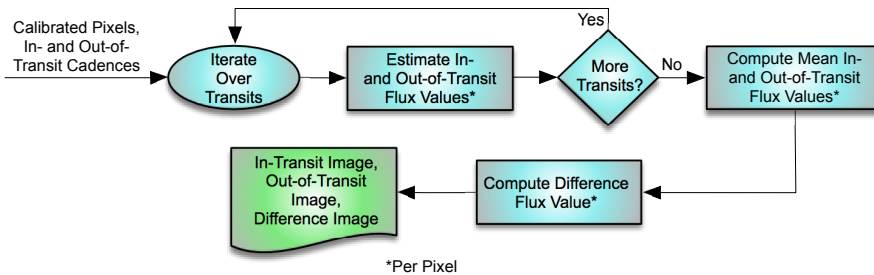 Calibrated Pixels,
In- and Out-of-
Transit Cadences
Iterate
Over
Transits
Estimate In-
and Out-of-Transit
Flux Values*
Yes
More
Transits?
No
Compute Mean In-
and Out-of-Transit
Flux Values*
In-Transit Image,
Out-of-Transit
Image,
Difference Image
Compute Difference
Flux Value*
*Per Pixel